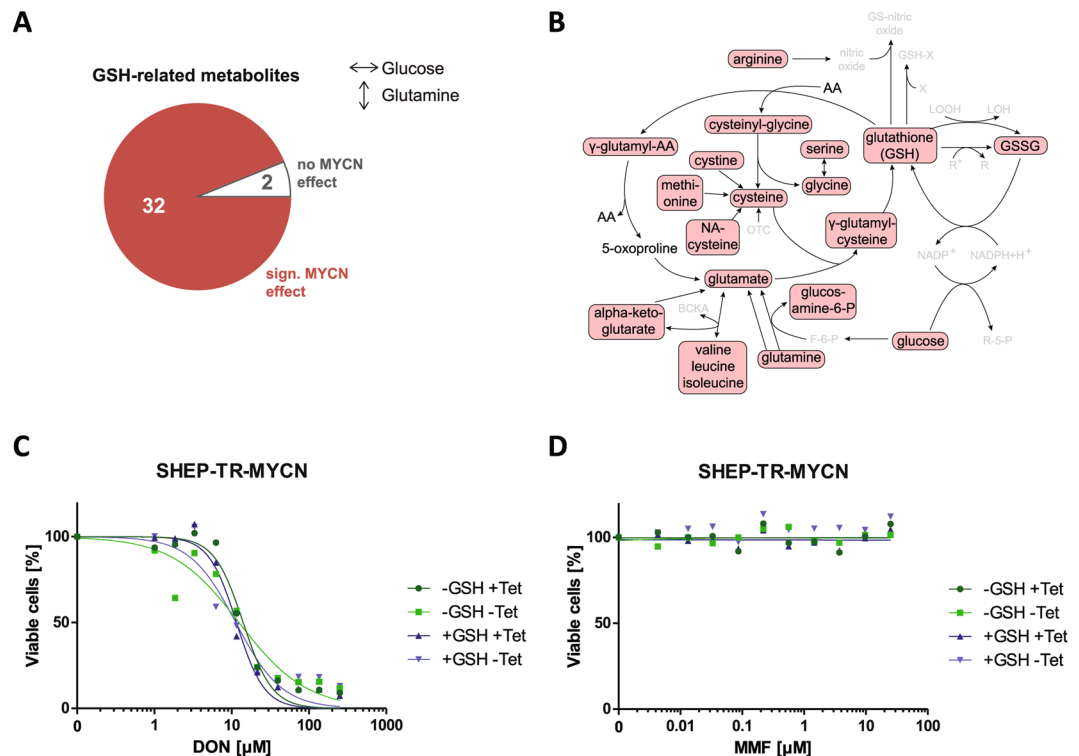 A
GSH-related metabolites
Glucose
Glutamine
no MYCN
effect
2
32
sign. MYCN
effect
B
GS-nitric
oxide
arginine
nitric
oxide
GSH-X
X
AA
LOOH
LOH
cysteinyl-glycine
γ-glutamyl-AA
glutathione
(GSH)
GSSG
R⁺
R
cystine
serine
methi-
onine
cysteine
glycine
AA
NA-
cysteine
OTC
γ-glutamyl-
cysteine
5-oxoproline
NADP⁺
NADPH+H⁺
glutamate
glucos-
amine-6-P
alpha-keto-
glutarate
BCKA
valine
leucine
isoleucine
glutamine
F-6-P
glucose
R-5-P
C
SHEP-TR-MYCN
Viable cells [%]
100
50
0
0
1
10
100
1000
DON [µM]
-GSH +Tet
-GSH -Tet
+GSH +Tet
+GSH -Tet
D
SHEP-TR-MYCN
Viable cells [%]
100
50
0
0
0.01
0.1
1
10
100
MMF [µM]
-GSH +Tet
-GSH -Tet
+GSH +Tet
+GSH -Tet